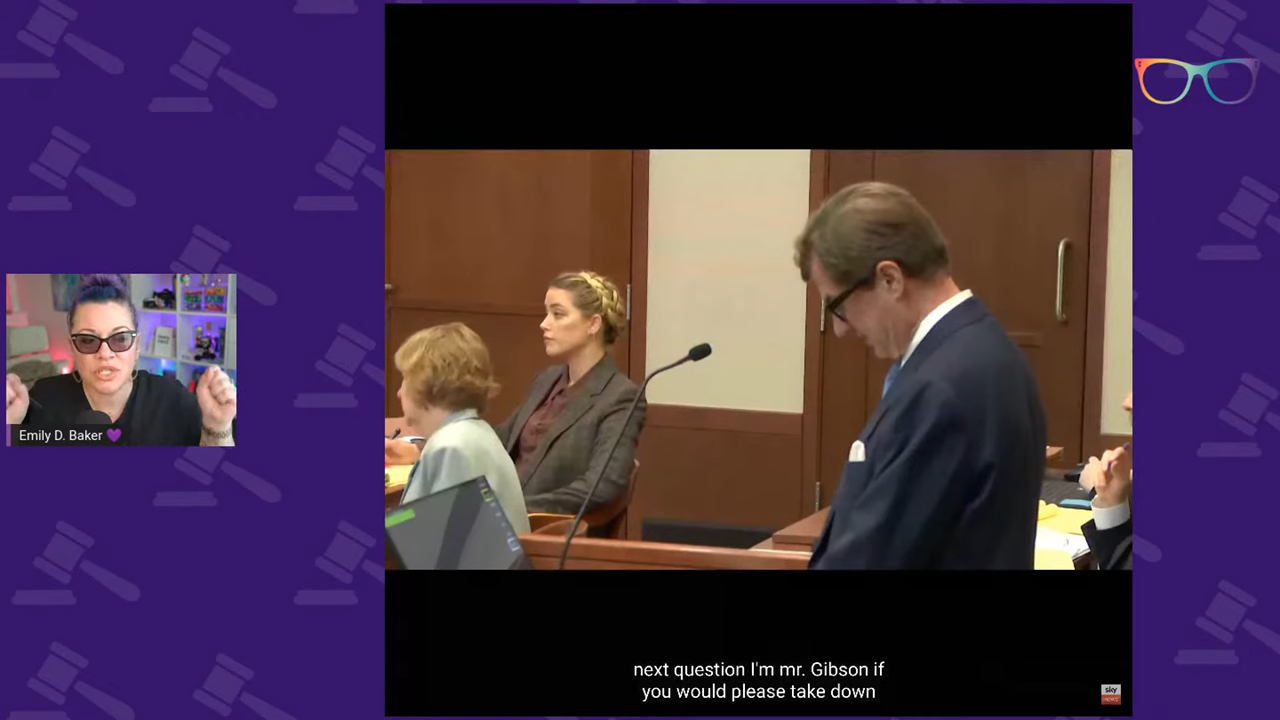 Emily D. Baker 💜
next question I'm mr. Gibson if
you would please take down
sky
news